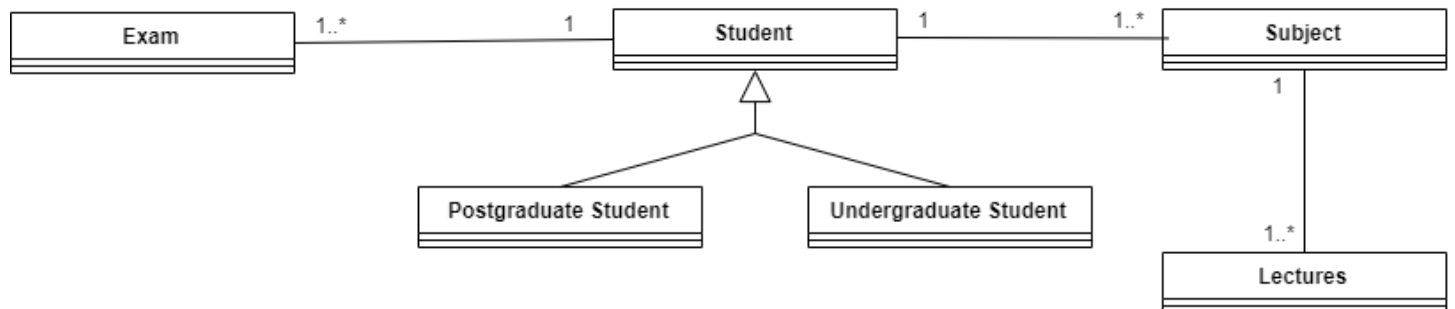 Exam
1..*
1
Student
1
1..*
Subject
1
Postgraduate Student
Undergraduate Student
1..*
Lectures